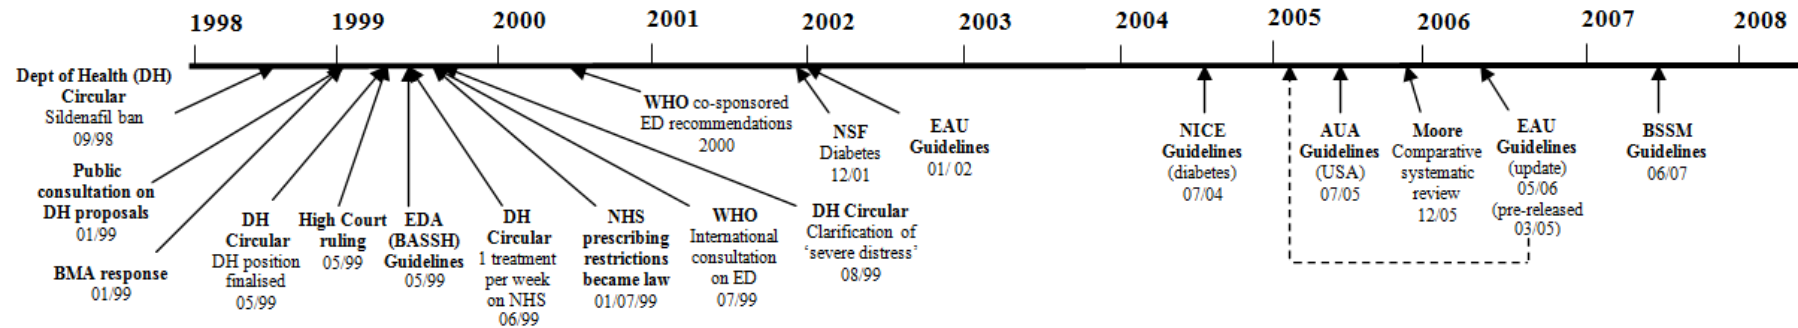 1998
1999
2000
2001
2002
2003
2004
2005
2006
2007
2008
Dept of Health (DH)
Circular
Sildenafil ban
09/98
Public
consultation on
DH proposals
01/99
BMA response
01/99
DH
Circular
DH position
finalised
05/99
High Court
ruling
05/99
EDA
(BASSH)
Guidelines
05/99
DH
Circular
1 treatment
per week
on NHS
06/99
NHS
prescribing
restrictions
became law
01/07/99
WHO
International
consultation
on ED
07/99
DH Circular
Clarification of
‘severe distress’
08/99
WHO co-sponsored
ED recommendations
2000
NSF
Diabetes
12/01
EAU
Guidelines
01/ 02
NICE
Guidelines
(diabetes)
07/04
AUA
Guidelines
(USA)
07/05
Moore
Comparative
systematic
review
12/05
EAU
Guidelines
(update)
05/06
(pre-released
03/05)
BSSM
Guidelines
06/07